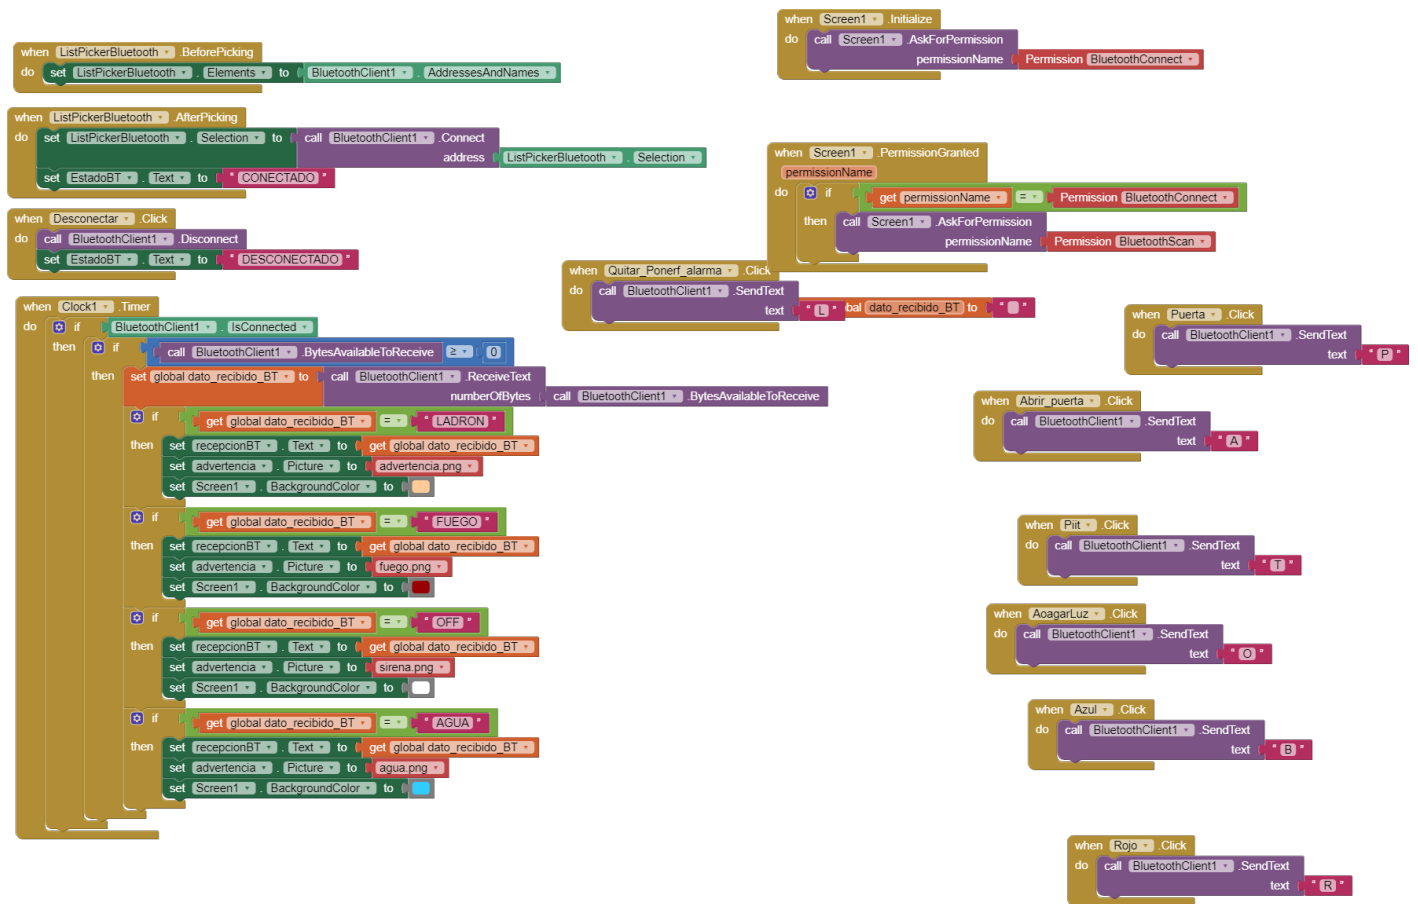 when ListPickerBluetooth .BeforePicking
do set ListPickerBluetooth . Elements to BluetoothClient1 . AddressesAndNames
when ListPickerBluetooth .AfterPicking
do set ListPickerBluetooth . Selection to call BluetoothClient1 .Connect
address ListPickerBluetooth . Selection
set EstadoBT . Text to " CONECTADO "
when Desconectar .Click
do call BluetoothClient1 .Disconnect
set EstadoBT . Text to " DESCONECTADO "
when Clock1 .Timer
do if BluetoothClient1 . IsConnected
then if call BluetoothClient1 .BytesAvailableToReceive ≥ 0
then set global dato_recibido_BT to call BluetoothClient1 .ReceiveText
numberOfBytes call BluetoothClient1 .BytesAvailableToReceive
if get global dato_recibido_BT = " LADRON "
then set recepcionBT . Text to get global dato_recibido_BT
set advertencia . Picture to advertencia.png
set Screen1 . BackgroundColor to
if get global dato_recibido_BT = " FUEGO "
then set recepcionBT . Text to get global dato_recibido_BT
set advertencia . Picture to fuego.png
set Screen1 . BackgroundColor to
if get global dato_recibido_BT = " OFF "
then set recepcionBT . Text to get global dato_recibido_BT
set advertencia . Picture to sirena.png
set Screen1 . BackgroundColor to
if get global dato_recibido_BT = " AGUA "
then set recepcionBT . Text to get global dato_recibido_BT
set advertencia . Picture to agua.png
set Screen1 . BackgroundColor to
when Screen1 .Initialize
do call Screen1 .AskForPermission
permissionName Permission BluetoothConnect
when Screen1 .PermissionGranted
permissionName
do if get permissionName = Permission BluetoothConnect
then call Screen1 .AskForPermission
permissionName Permission BluetoothScan
when Quitar_Ponerf_alarma .Click
do call BluetoothClient1 .SendText
text " L "
dato_recibido_BT to " "
when Puerta .Click
do call BluetoothClient1 .SendText
text " P "
when Abrir_puerta .Click
do call BluetoothClient1 .SendText
text " A "
when Piit .Click
do call BluetoothClient1 .SendText
text " T "
when AoagarLuz .Click
do call BluetoothClient1 .SendText
text " O "
when Azul .Click
do call BluetoothClient1 .SendText
text " B "
when Rojo .Click
do call BluetoothClient1 .SendText
text " R "